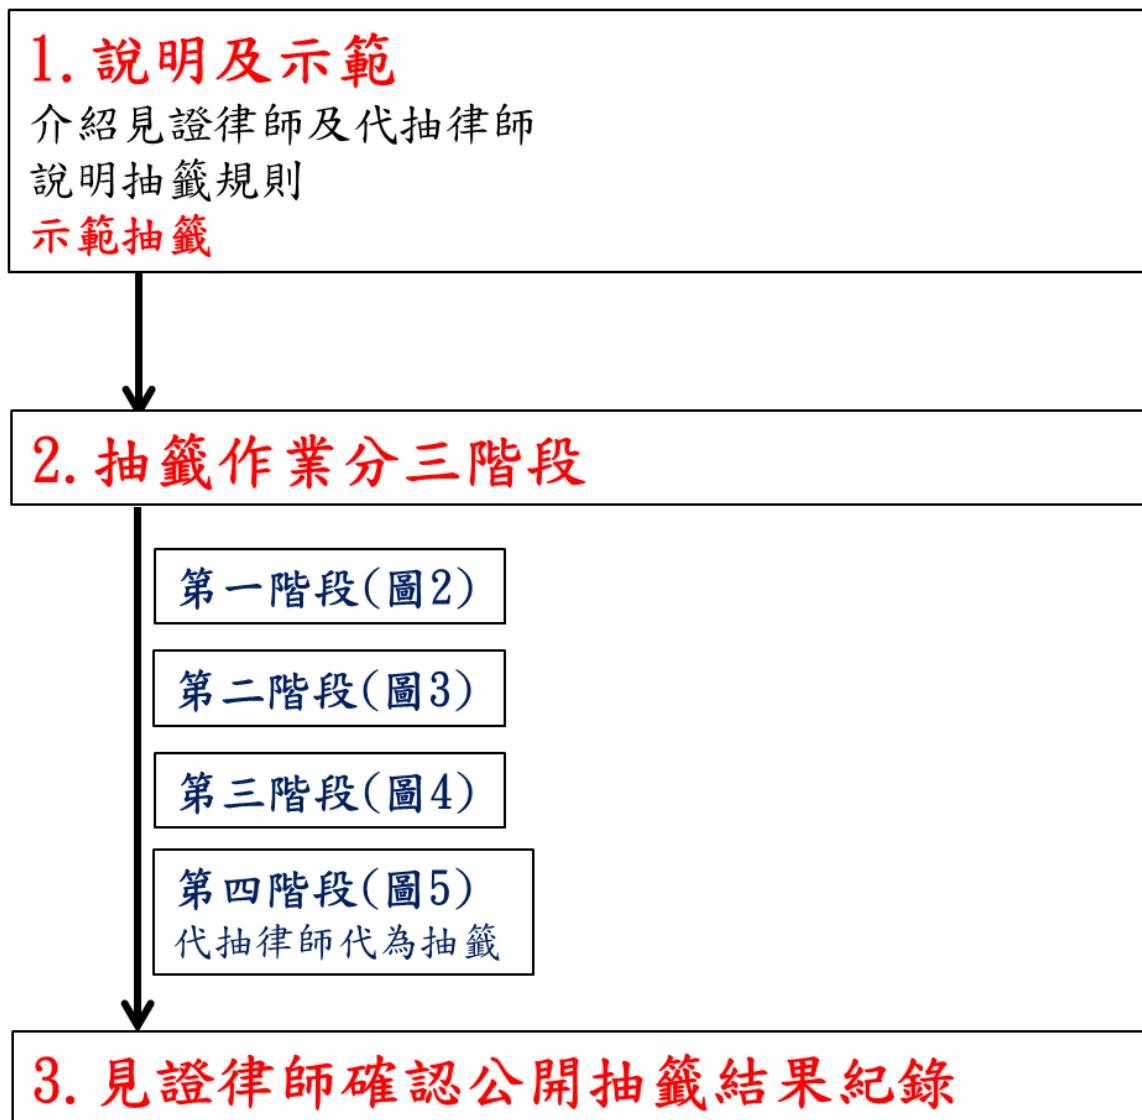 1.說明及示範
介紹見證律師及代抽律師
說明抽籤規則
示範抽籤
2.抽籤作業分三階段
第一階段(圖2)
第二階段(圖3)
第三階段(圖4)
第四階段(圖5)
代抽律師代為抽籤
3.見證律師確認公開抽籤結果紀錄